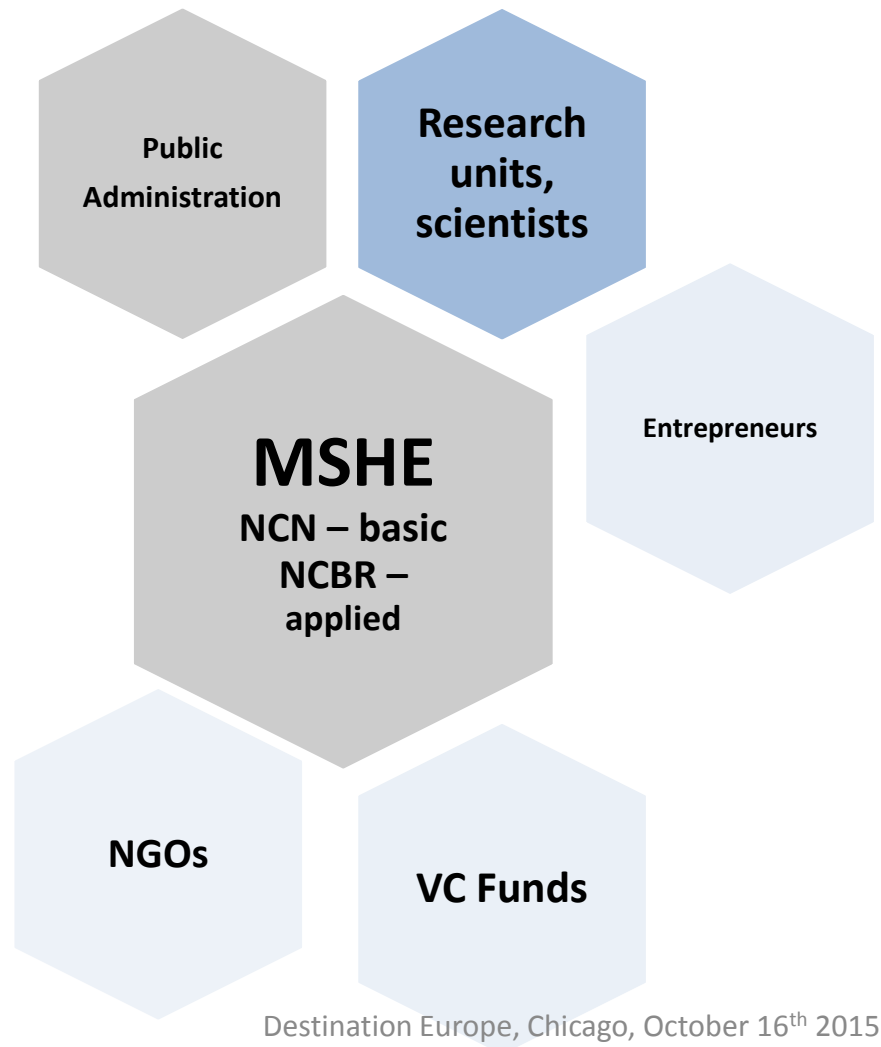 Public
Administration
Research
units,
scientists
Entrepreneurs
MSHE
NCN – basic
NCBR –
applied
NGOs
VC Funds
Destination Europe, Chicago, October 16th 2015